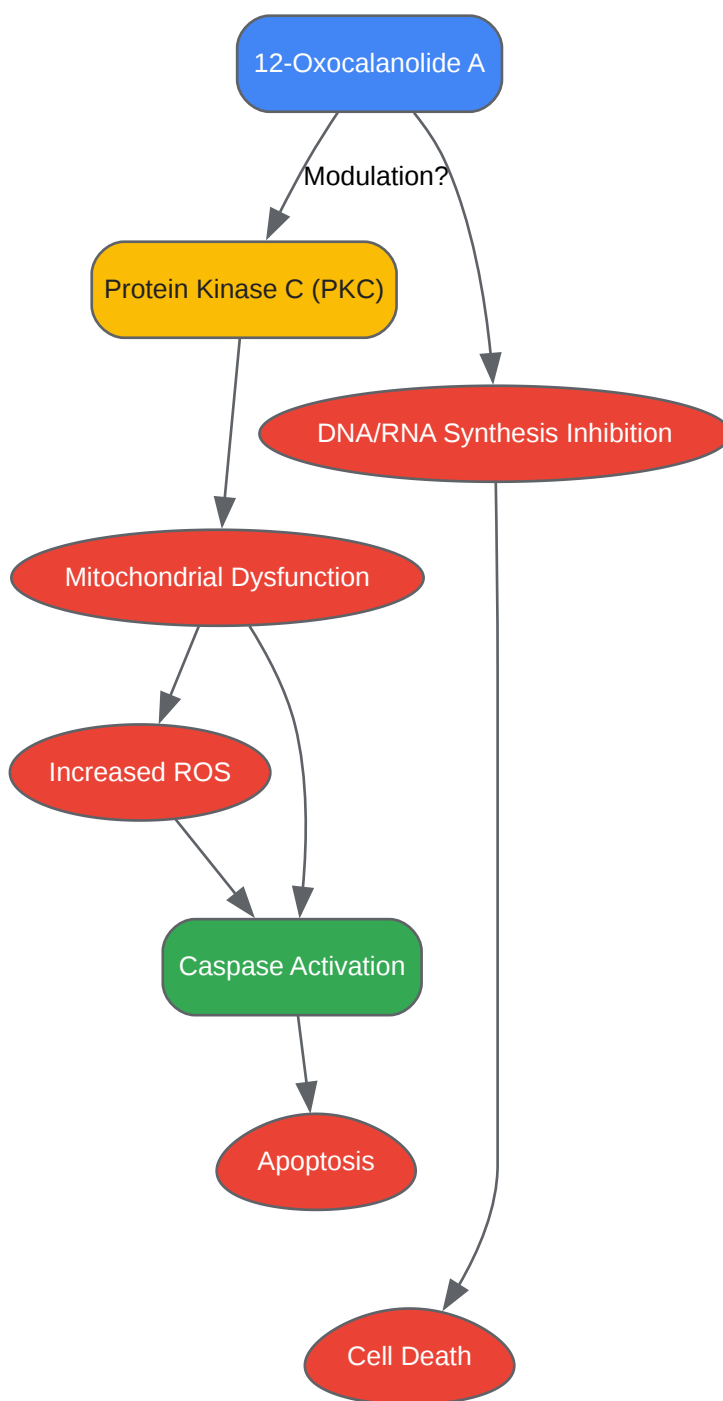 12-Oxocalanolide A
Modulation?
Protein Kinase C (PKC)
DNA/RNA Synthesis Inhibition
Mitochondrial Dysfunction
Increased ROS
Caspase Activation
Apoptosis
Cell Death